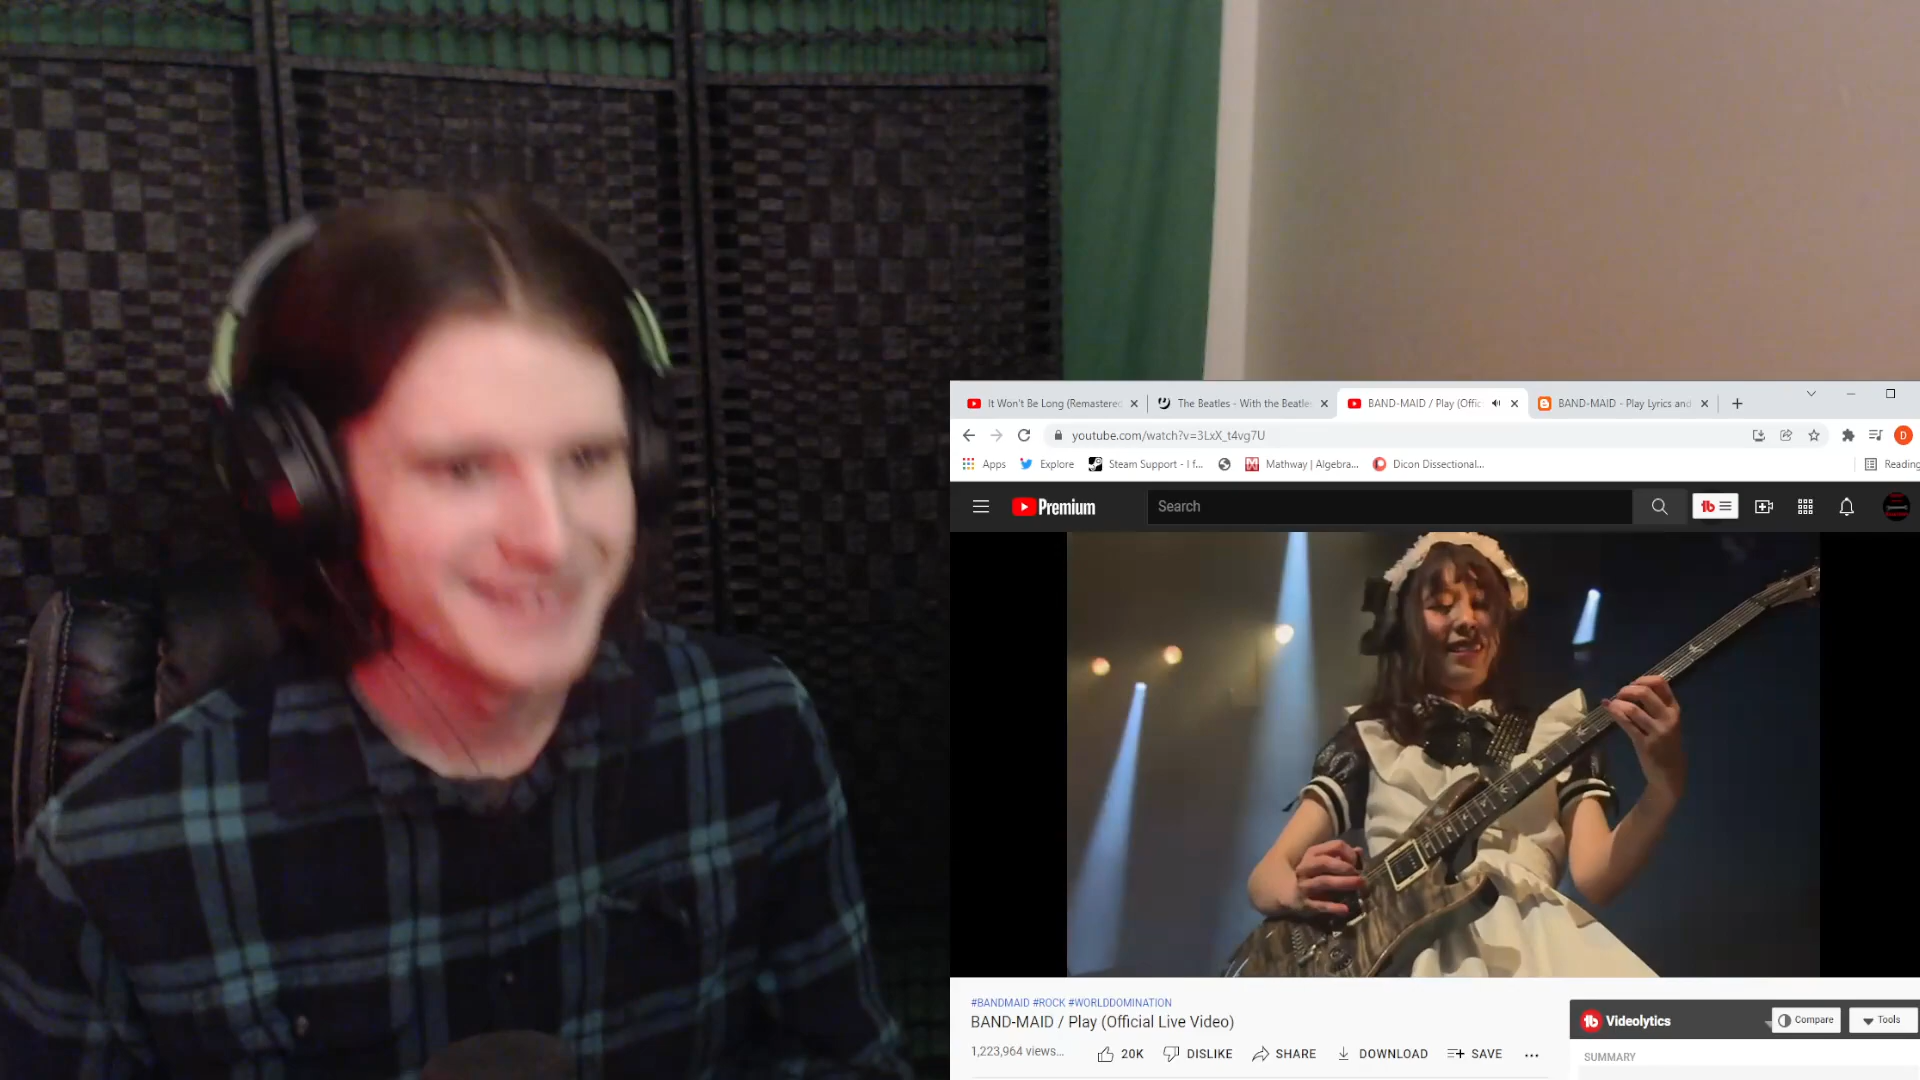 It Won't Be Long (Remastered
The Beatles - With the Beatles
BAND-MAID / Play (Offic
BAND-MAID - Play Lyrics and
youtube.com/watch?v=3LxX_t4vg7U
Apps
Explore
Steam Support - I f...
Mathway | Algebra...
Dicon Dissectional...
Reading
Premium
Search
#BANDMAID #ROCK #WORLDDOMINATION
BAND-MAID / Play (Official Live Video)
1,223,964 views...
20K
DISLIKE
SHARE
DOWNLOAD
SAVE
Videolytics
Compare
Tools
SUMMARY